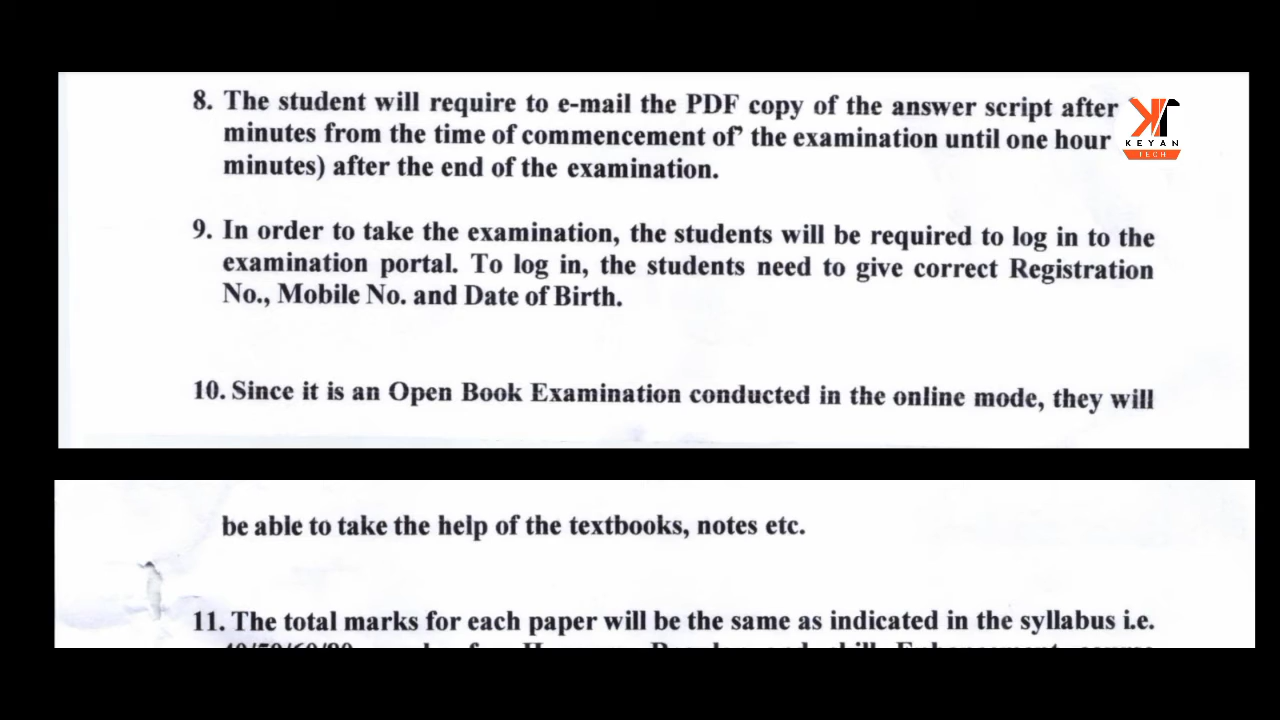 8. The student will require to e-mail the PDF copy of the answer script after
minutes from the time of commencement of' the examination until one hour
minutes) after the end of the examination.
KEYAN
TECH
9. In order to take the examination, the students will be required to log in to the
examination portal. To log in, the students need to give correct Registration
No., Mobile No. and Date of Birth.
10. Since it is an Open Book Examination conducted in the online mode, they will
be able to take the help of the textbooks, notes etc.
11. The total marks for each paper will be the same as indicated in the syllabus i.e.